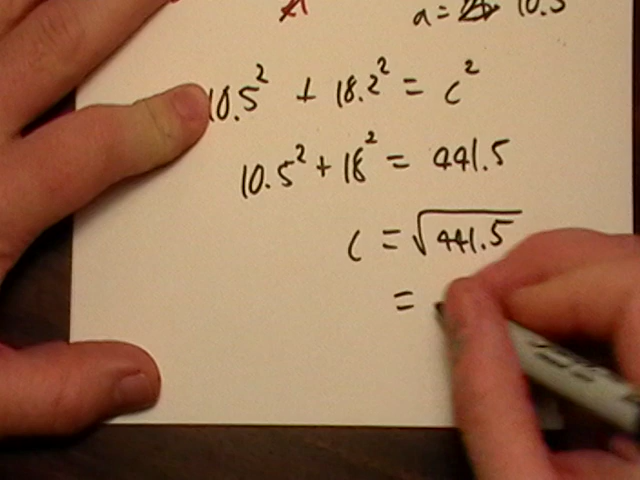 a = 10.5
10.5² + 18.2² = c²
10.5² + 18² = 441.5
c = √441.5
=